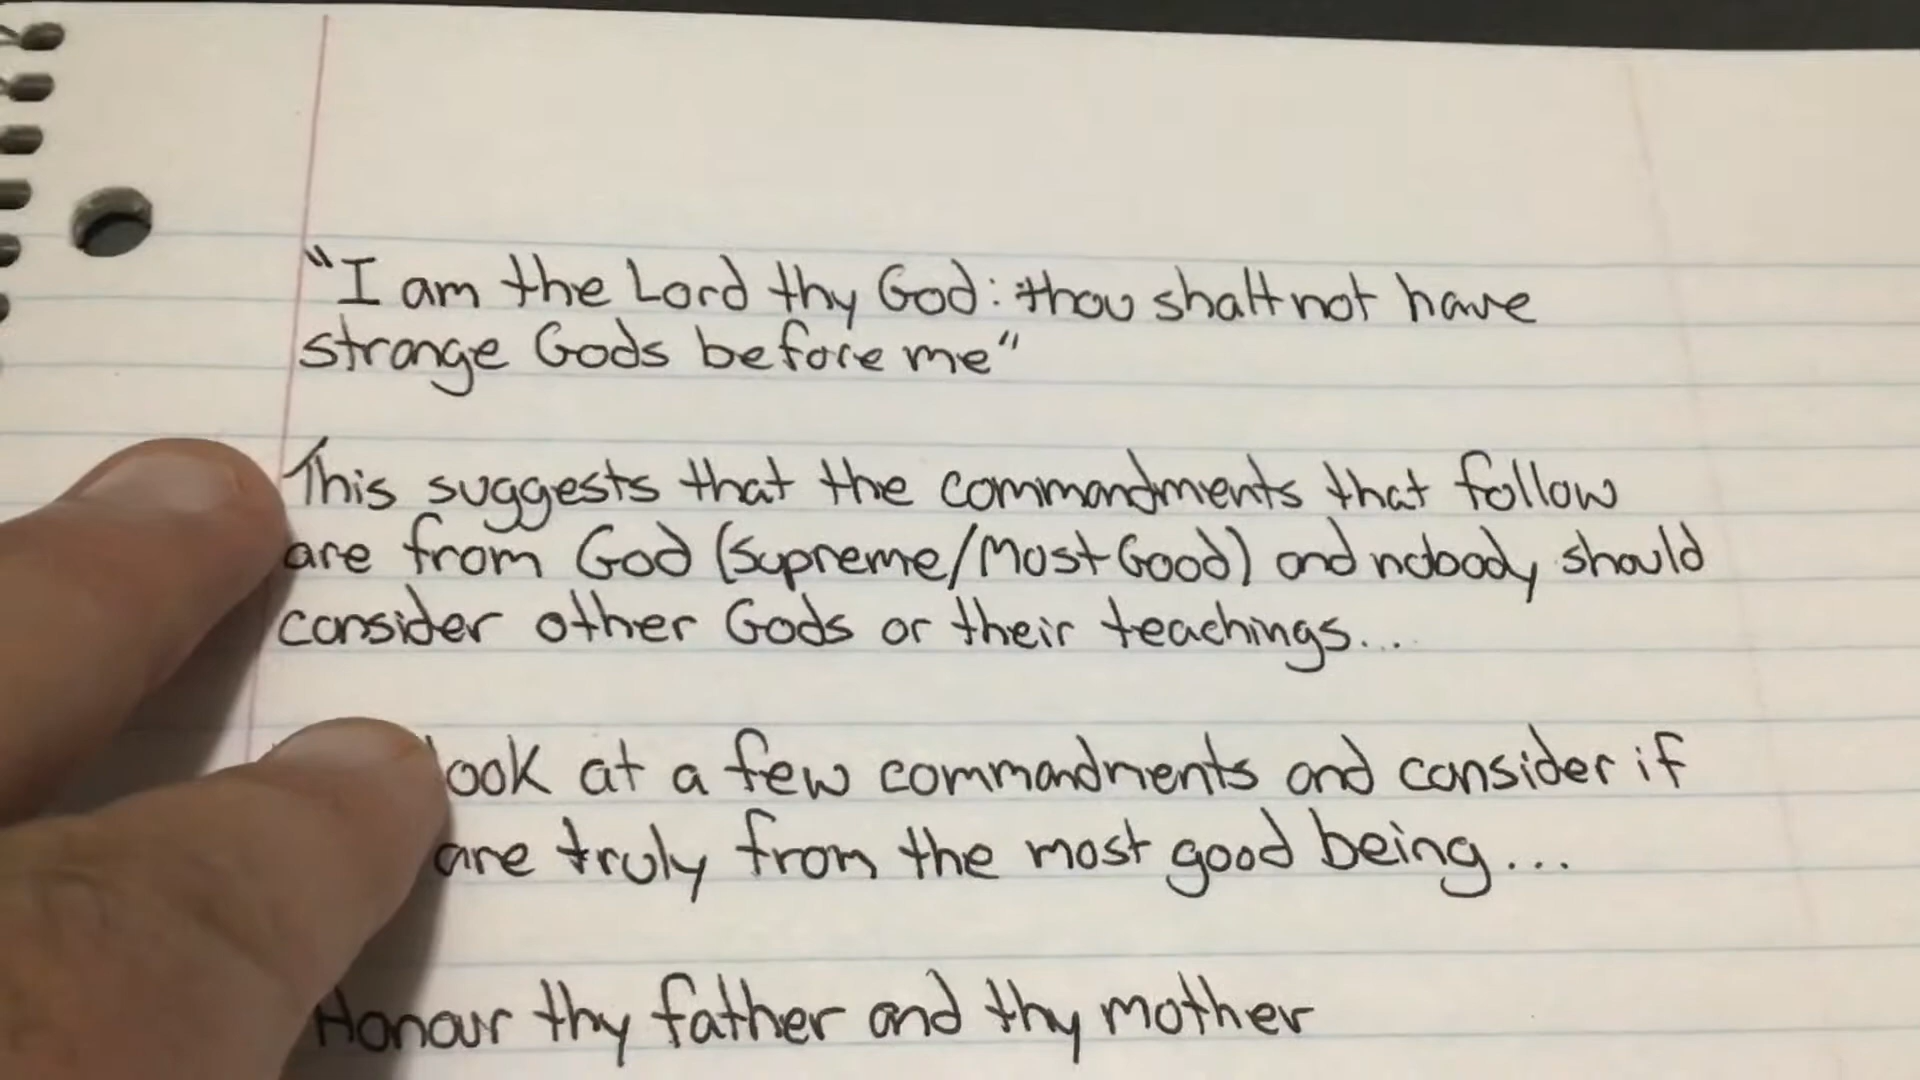 "I am the Lord thy God: thou shalt not have
strange Gods before me"
This suggests that the commandments that follow
are from God (Supreme/Most Good) and nobody should
consider other Gods or their teachings...
look at a few commandments and consider if
are truly from the most good being...
Honour thy father and thy mother